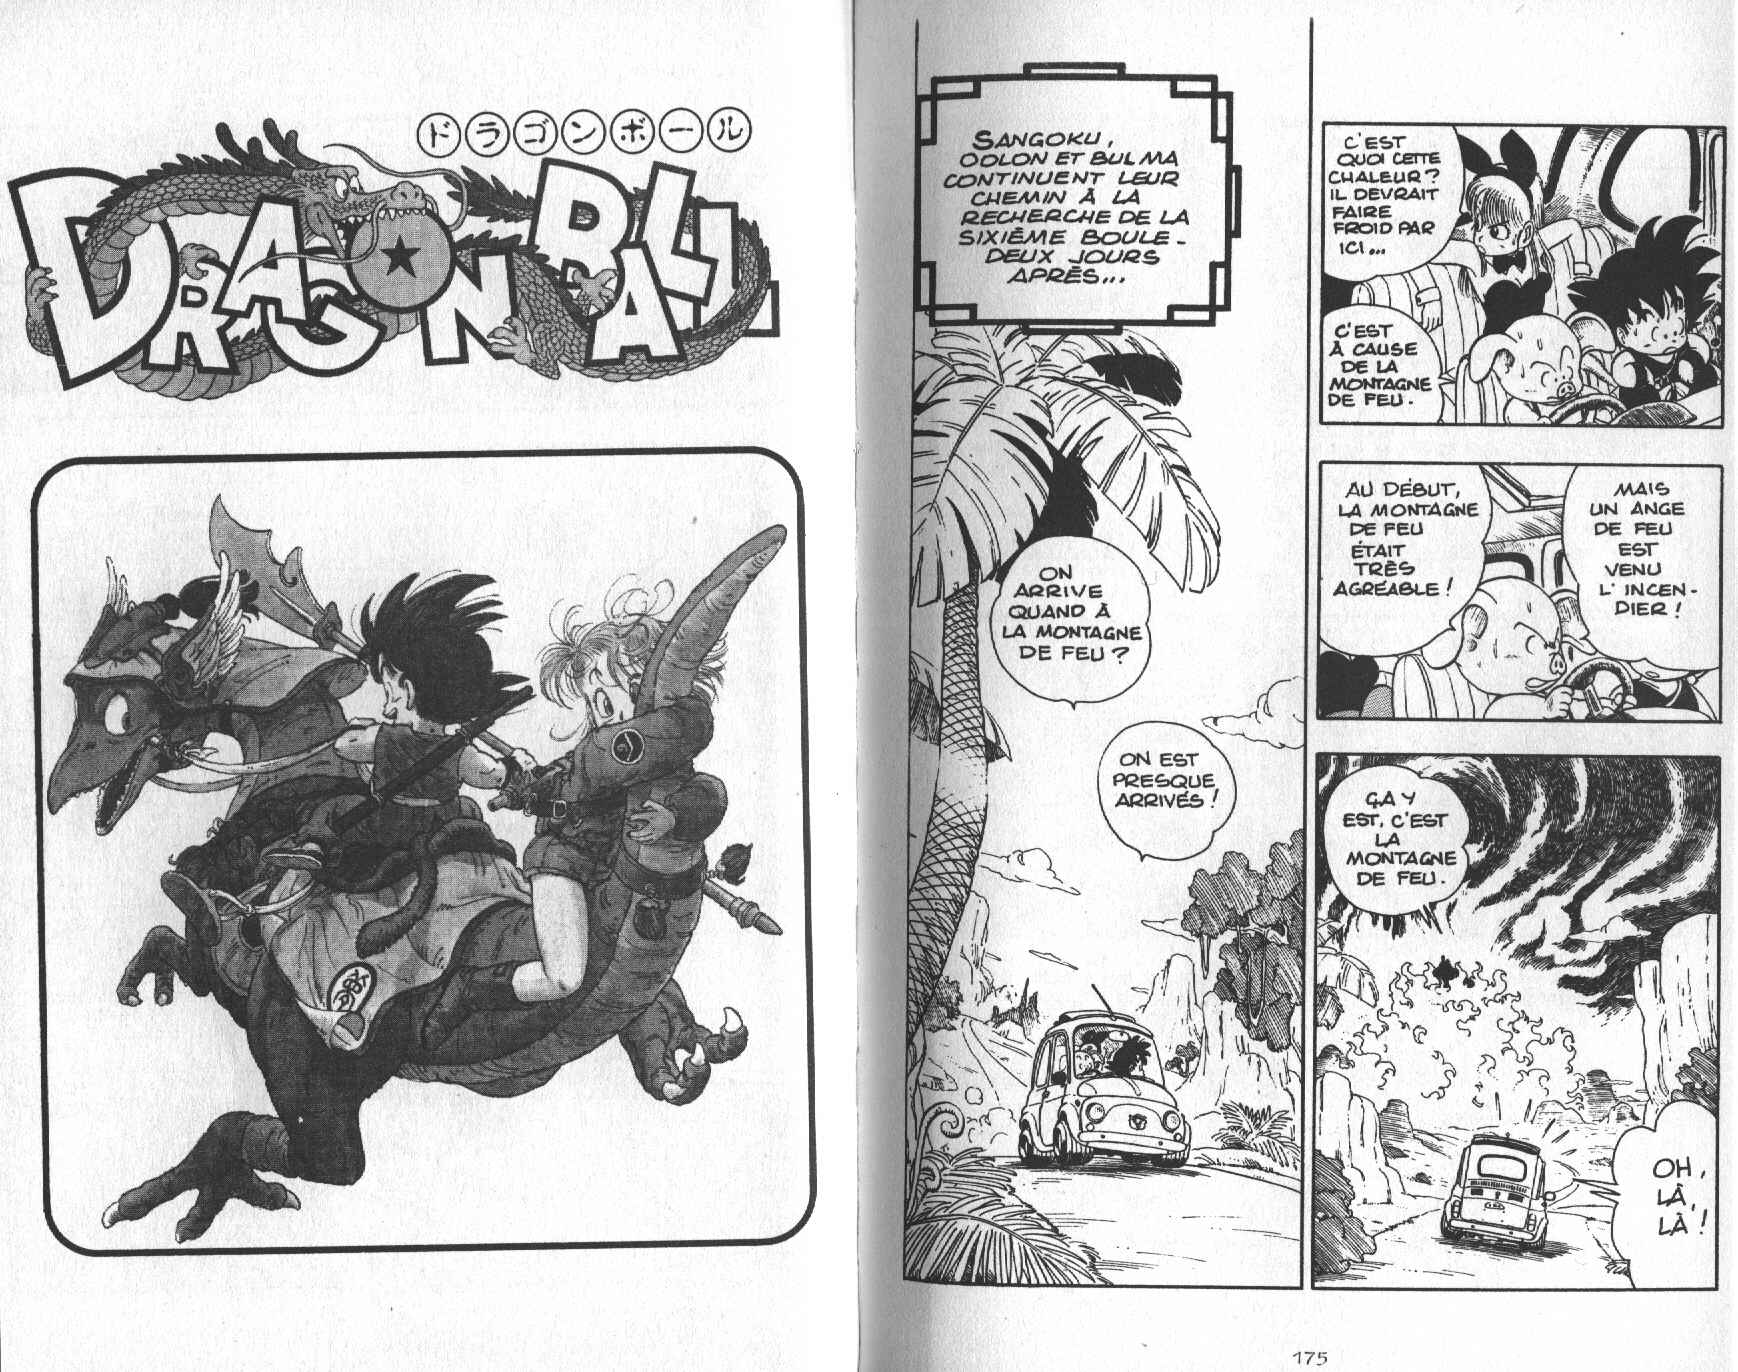 ドラゴンボール
DRAGON BALL
SANGOKU,
OOLON ET BULMA
CONTINUENT LEUR
CHEMIN À LA
RECHERCHE DE LA
SIXIÈME BOULE -
DEUX JOURS
APRÈS...
ON
ARRIVE
QUAND À
LA MONTAGNE
DE FEU ?
ON EST
PRESQUE
ARRIVÉS !
C'EST
QUOI CETTE
CHALEUR ?
IL DEVRAIT
FAIRE
FROID PAR
ICI...
C'EST
À CAUSE
DE LA
MONTAGNE
DE FEU.
AU DÉBUT,
LA MONTAGNE
DE FEU
ÉTAIT
TRÈS
AGRÉABLE !
MAIS
UN ANGE
DE FEU
EST
VENU
L'INCEN-
DIER !
ÇA Y
EST, C'EST
LA
MONTAGNE
DE FEU.
OH,
LÀ,
LÀ !
175